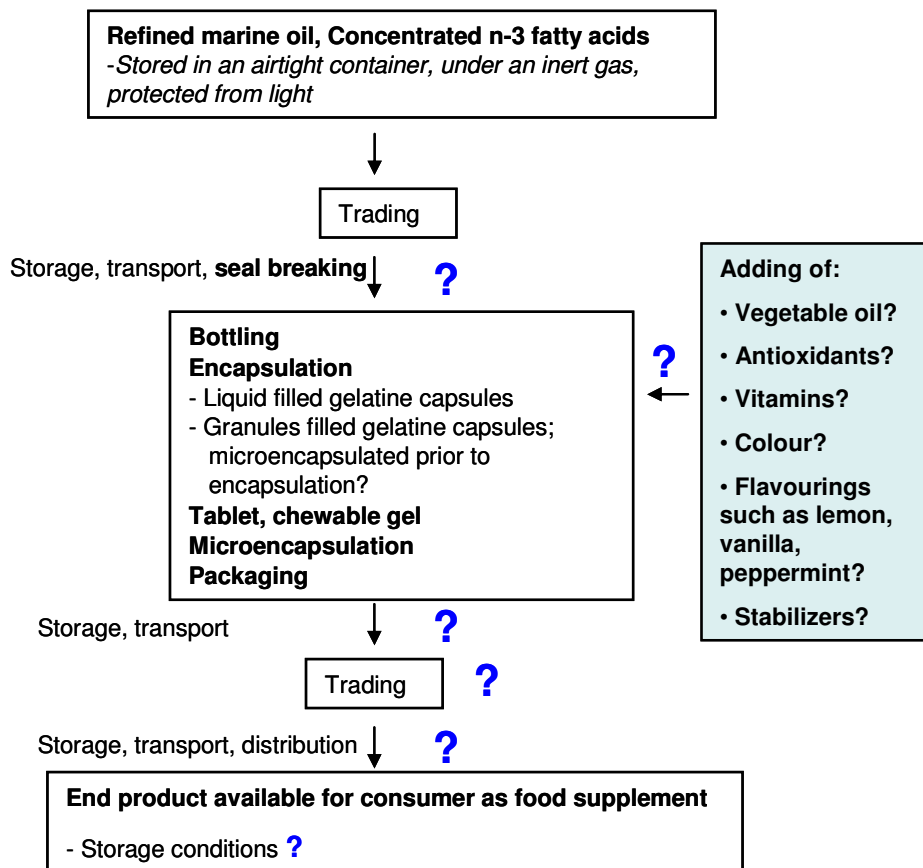 Refined marine oil, Concentrated n-3 fatty acids
-Stored in an airtight container, under an inert gas,
protected from light
Trading
Storage, transport, seal breaking
?
Bottling
Encapsulation
- Liquid filled gelatine capsules
- Granules filled gelatine capsules;
microencapsulated prior to
encapsulation?
Tablet, chewable gel
Microencapsulation
Packaging
?
Adding of:
• Vegetable oil?
• Antioxidants?
• Vitamins?
• Colour?
• Flavourings
such as lemon,
vanilla,
peppermint?
• Stabilizers?
Storage, transport
?
Trading
?
Storage, transport, distribution
?
End product available for consumer as food supplement
- Storage conditions ?